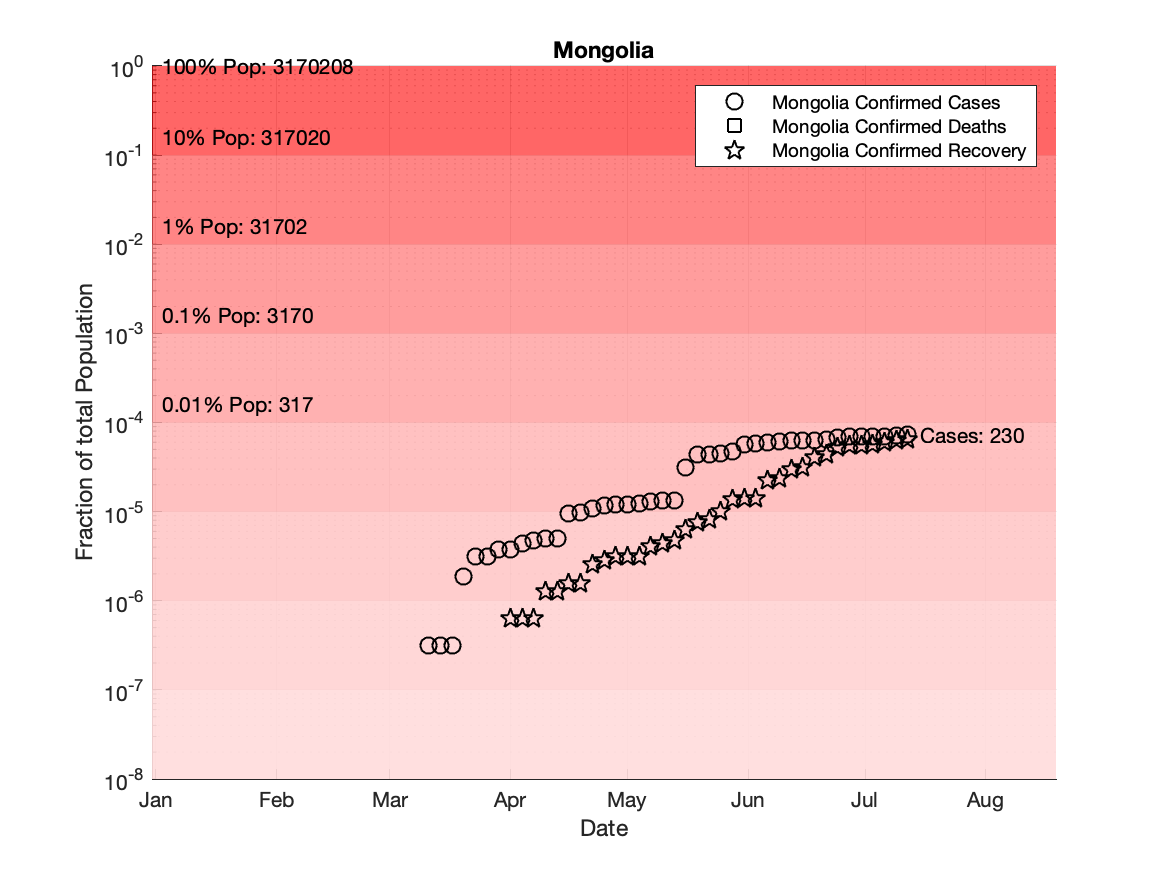 Mongolia
10^0
100% Pop: 3170208
Mongolia Confirmed Cases
Mongolia Confirmed Deaths
Mongolia Confirmed Recovery
10% Pop: 317020
10^-1
1% Pop: 31702
10^-2
0.1% Pop: 3170
10^-3
0.01% Pop: 317
10^-4
Cases: 230
10^-5
10^-6
10^-7
10^-8
Fraction of total Population
Jan Feb Mar Apr May Jun Jul Aug
Date